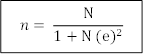 n = N / 1 + N (e)²